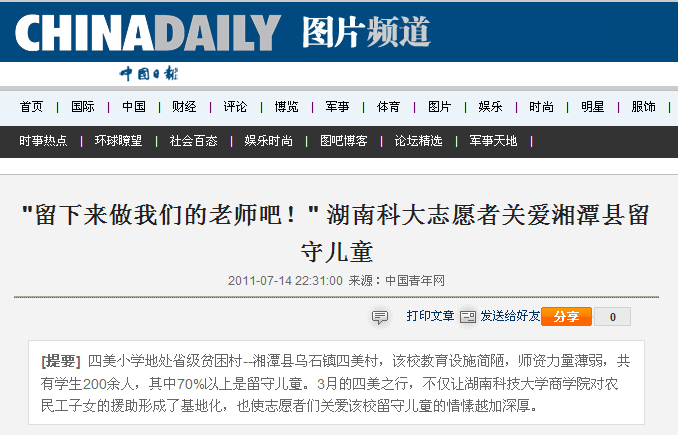 CHINADAILY 图片频道
中国日报
首页 | 国际 | 中国 | 财经 | 评论 | 博览 | 军事 | 体育 | 图片 | 娱乐 | 时尚 | 明星 | 服饰 |
时事热点 | 环球瞭望 | 社会百态 | 娱乐时尚 | 图吧博客 | 论坛精选 | 军事天地 |
"留下来做我们的老师吧！" 湖南科大志愿者关爱湘潭县留
守儿童
2011-07-14 22:31:00 来源：中国青年网
打印文章 发送给好友 分享 0
[提要] 四美小学地处省级贫困村--湘潭县乌石镇四美村，该校教育设施简陋，师资力量薄弱，共
有学生200余人，其中70%以上是留守儿童。3月的四美之行，不仅让湖南科技大学商学院对农
民工子女的援助形成了基地化，也使志愿者们关爱该校留守儿童的情愫越加深厚。